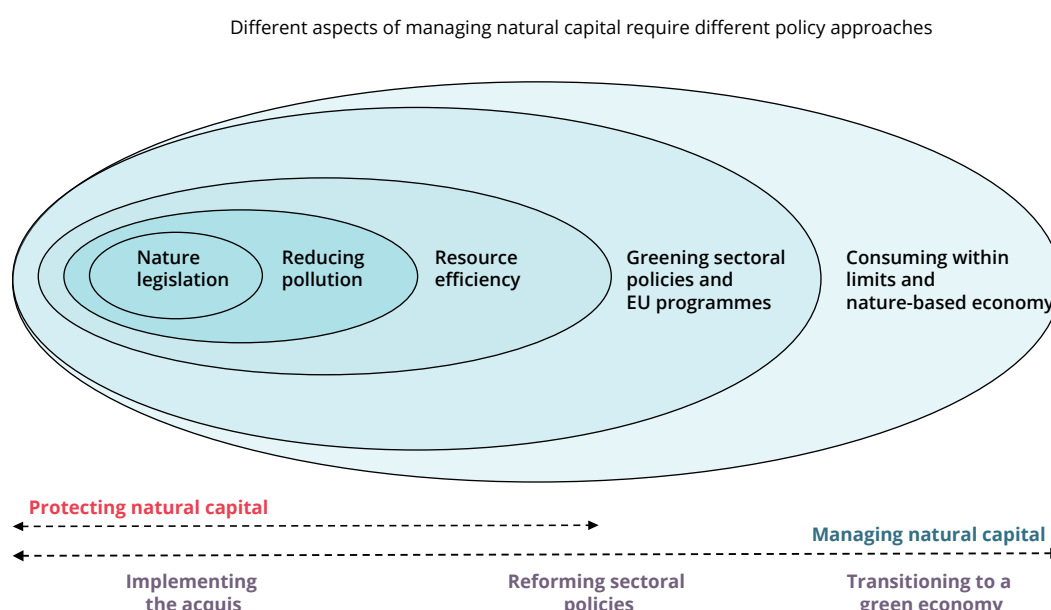 Different aspects of managing natural capital require different policy approaches
Nature
legislation
Reducing
pollution
Resource
efficiency
Greening sectoral
policies and
EU programmes
Consuming within
limits and
nature-based economy
Protecting natural capital
Managing natural capital
Implementing
the acquis
Reforming sectoral
policies
Transitioning to a
green economy